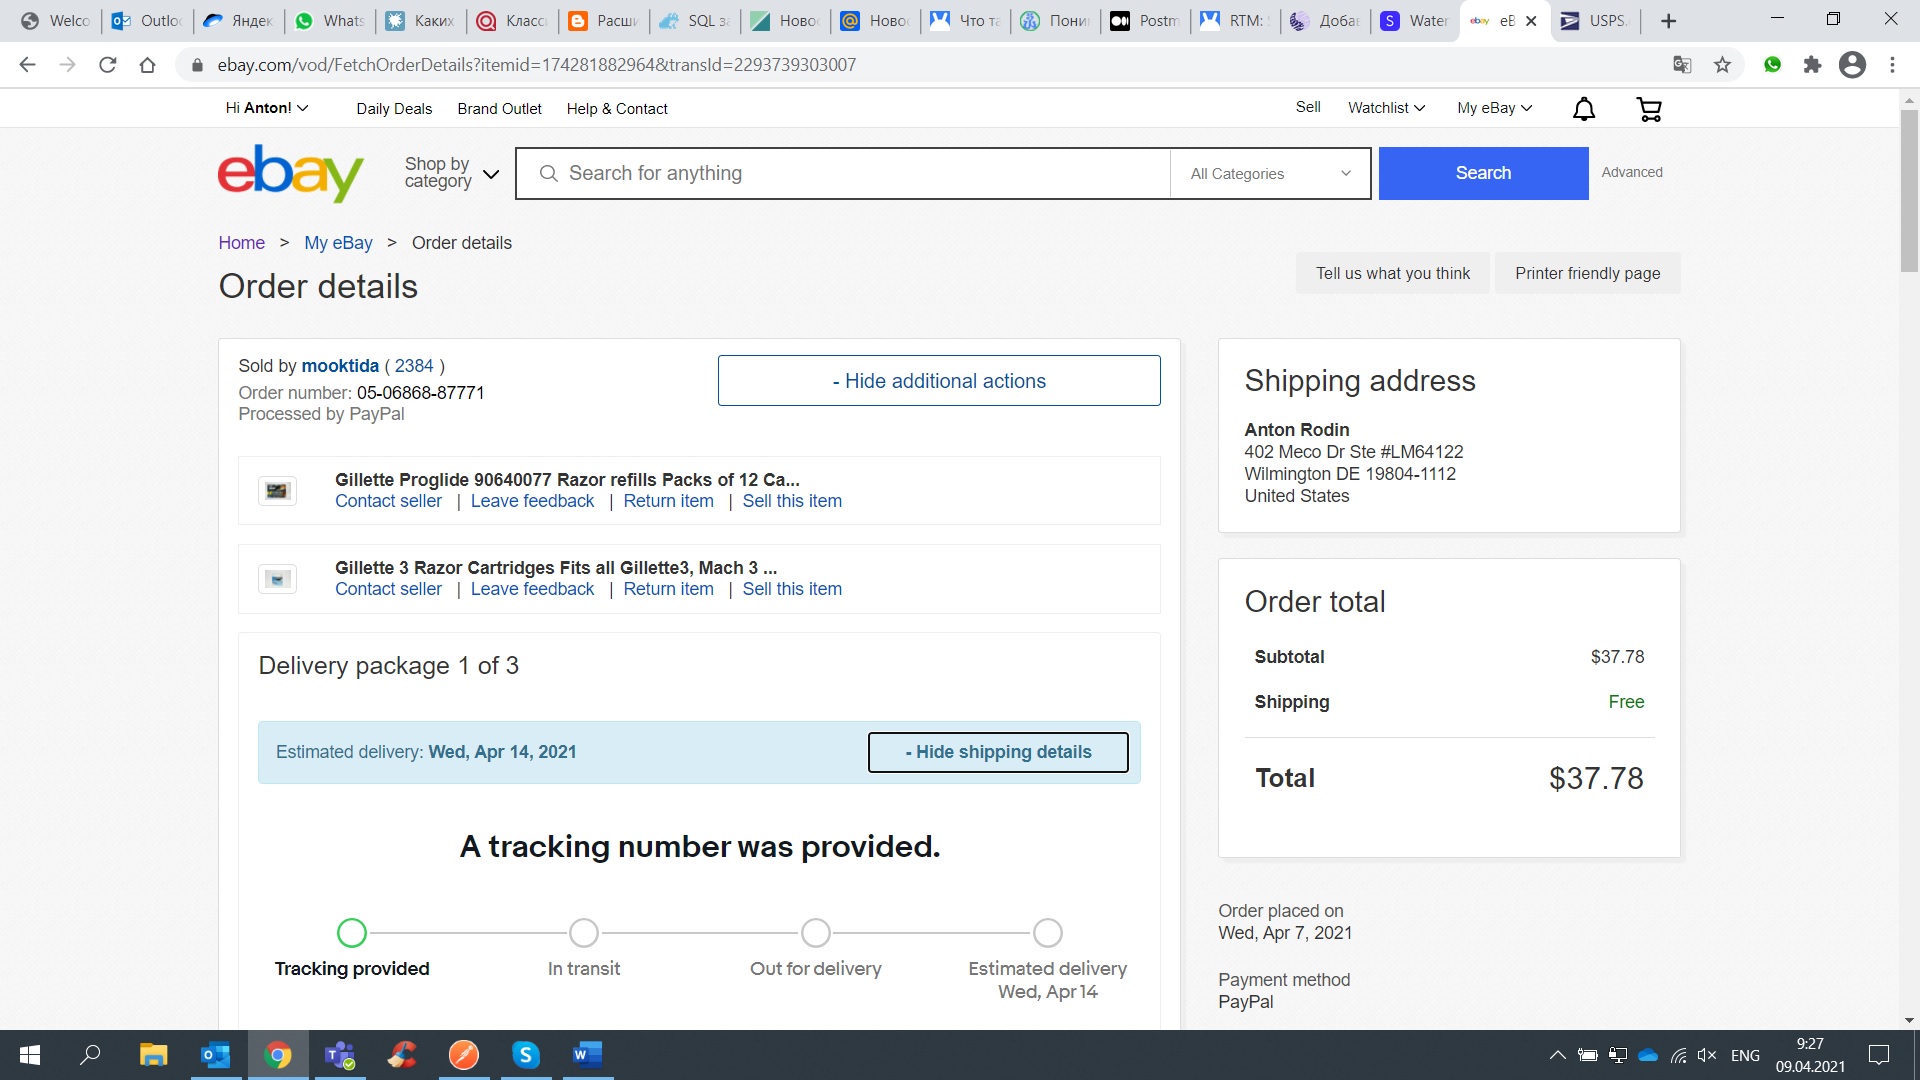 Welco
Outloo
Яндек
Whats
Каких
Класс
Расши
SQL за
Новос
Новос
Что та
Пони
Postm
RTM:
Доба
Water
eB
USPS.
ebay.com/vod/FetchOrderDetails?itemid=174281882964&transId=2293739303007
Hi Anton!
Daily Deals
Brand Outlet
Help & Contact
Sell
Watchlist
My eBay
ebay
Shop by
category
Search for anything
All Categories
Search
Advanced
Home > My eBay > Order details
Order details
Tell us what you think
Printer friendly page
Sold by mooktida ( 2384 )
Order number: 05-06868-87771
Processed by PayPal
- Hide additional actions
Gillette Proglide 90640077 Razor refills Packs of 12 Ca...
Contact seller | Leave feedback | Return item | Sell this item
Gillette 3 Razor Cartridges Fits all Gillette3, Mach 3 ...
Contact seller | Leave feedback | Return item | Sell this item
Delivery package 1 of 3
Estimated delivery: Wed, Apr 14, 2021
- Hide shipping details
A tracking number was provided.
Tracking provided
In transit
Out for delivery
Estimated delivery
Wed, Apr 14
Shipping address
Anton Rodin
402 Meco Dr Ste #LM64122
Wilmington DE 19804-1112
United States
Order total
Subtotal $37.78
Shipping Free
Total $37.78
Order placed on
Wed, Apr 7, 2021
Payment method
PayPal
ENG
9:27
09.04.2021